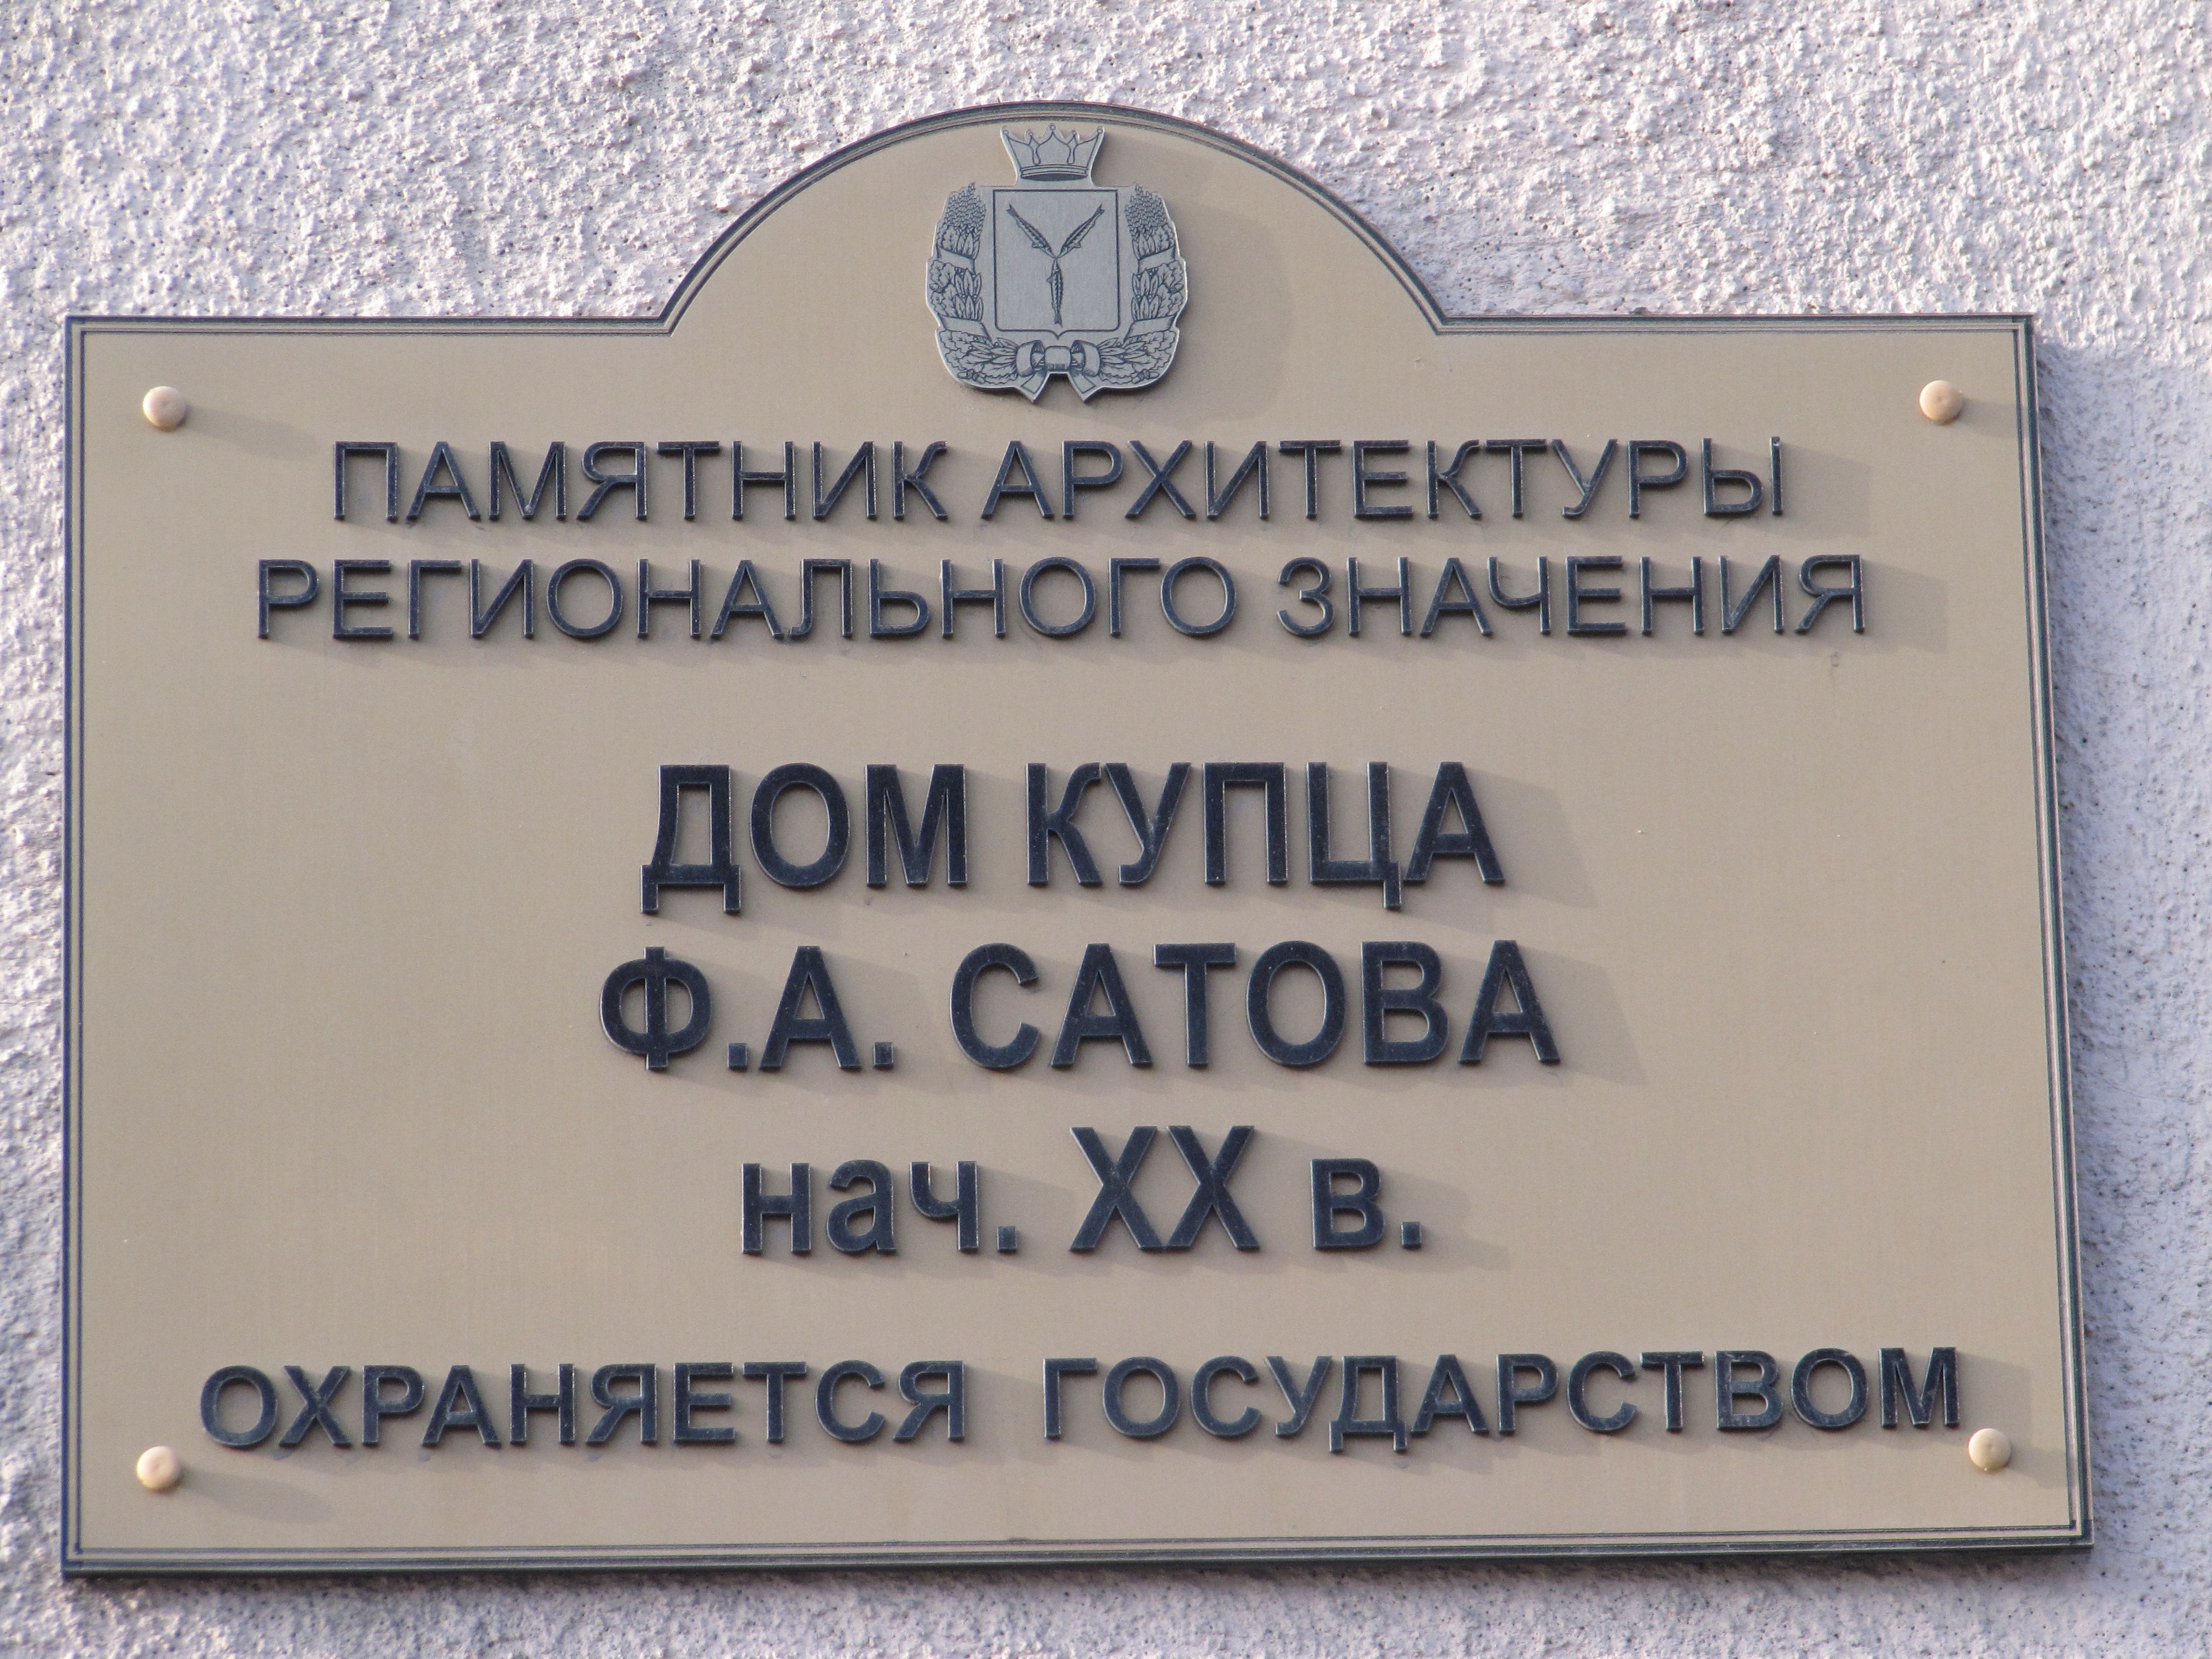 ПАМЯТНИК АРХИТЕКТУРЫ
РЕГИОНАЛЬНОГО ЗНАЧЕНИЯ
ДОМ КУПЦА
Ф.А. САТОВА
нач. XX в.
ОХРАНЯЕТСЯ ГОСУДАРСТВОМ